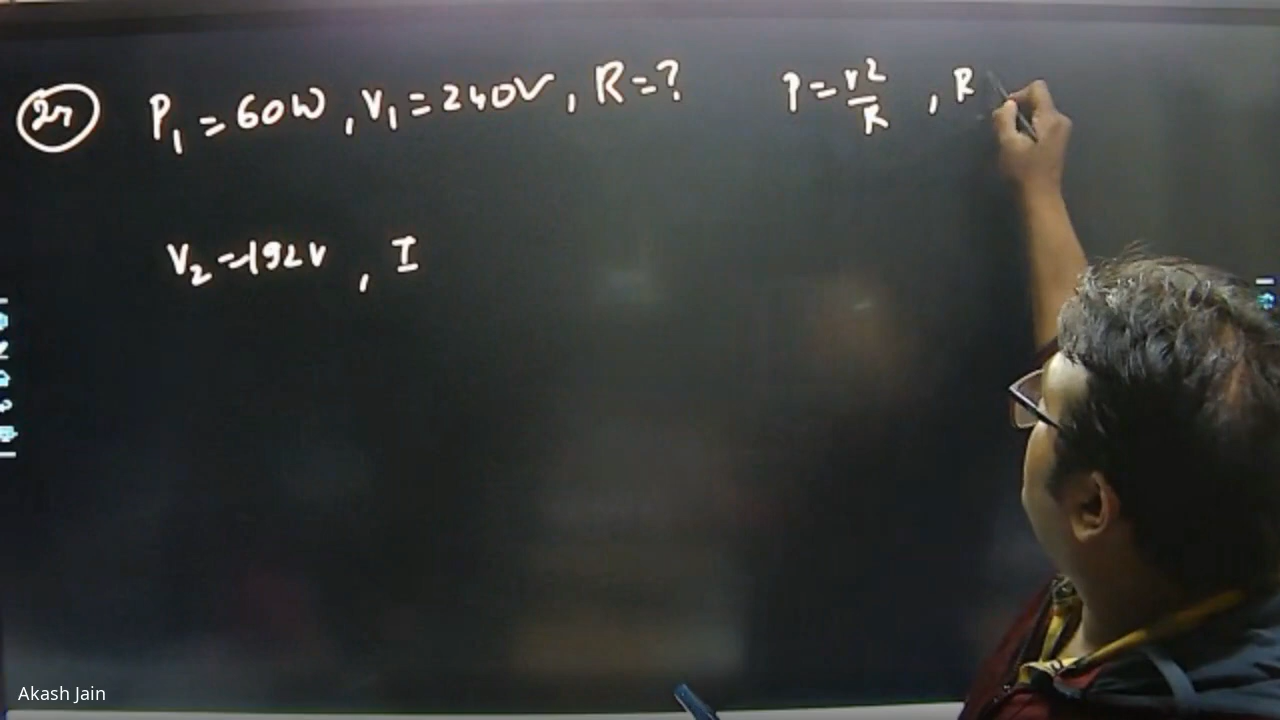 27 P₁ = 60W, V₁ = 240V, R = ? P = V²/R, R
V₂ = 192V, I
Akash Jain